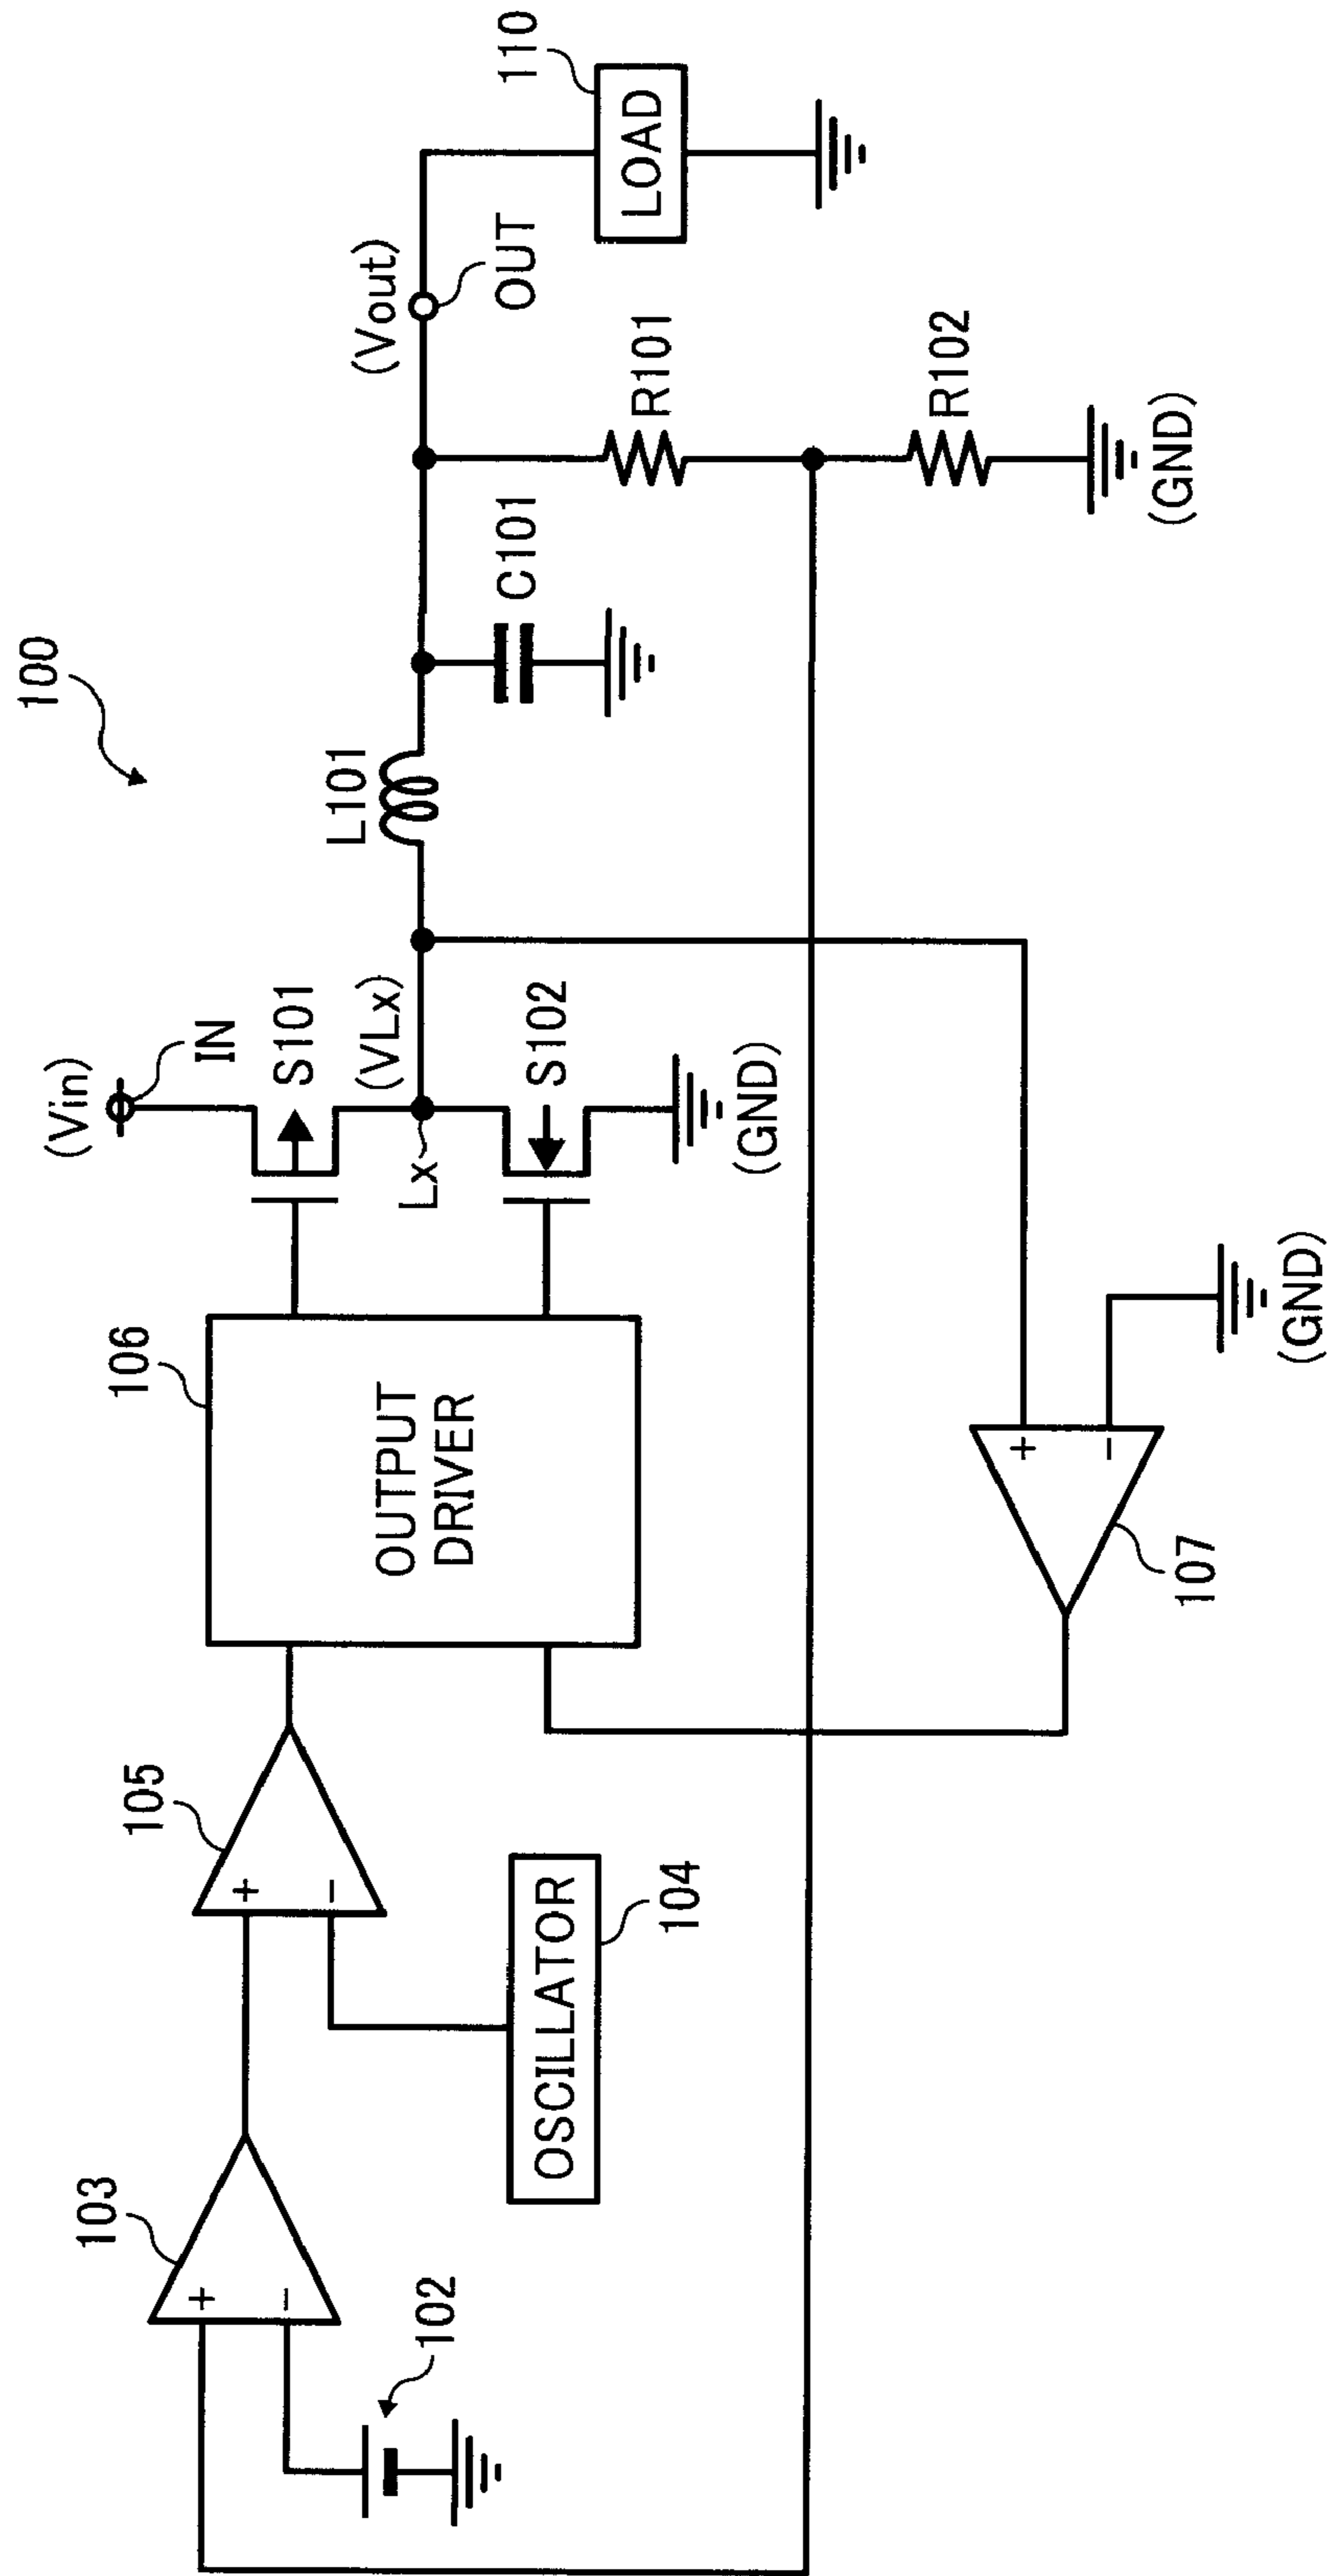 100
(Vin)
IN
S101
(VLx)
Lx
S102
(GND)
L101
C101
(Vout)
OUT
110
LOAD
R101
R102
(GND)
106
OUTPUT
DRIVER
105
+
-
103
+
-
102
OSCILLATOR
104
107
+
-
(GND)